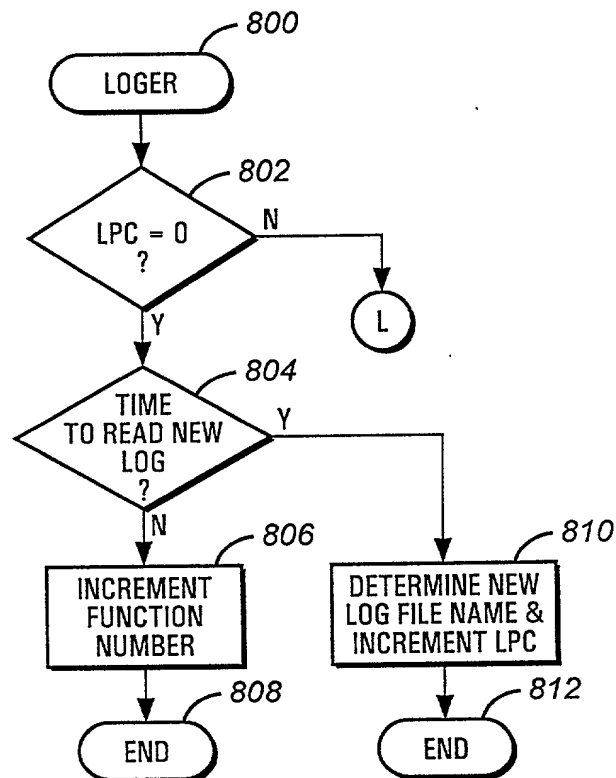 800
LOGER
802
LPC = 0
?
N
L
Y
804
TIME
TO READ NEW
LOG
?
Y
N
806
INCREMENT
FUNCTION
NUMBER
810
DETERMINE NEW
LOG FILE NAME &
INCREMENT LPC
808
END
812
END